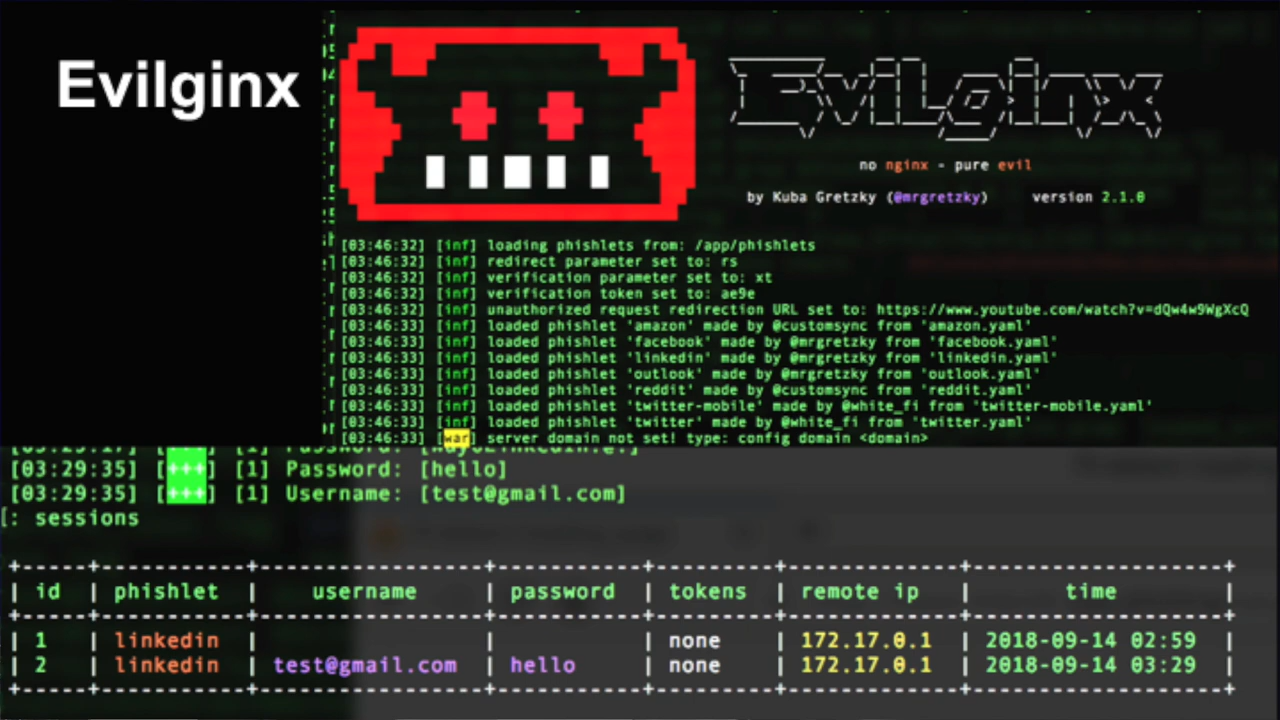 Evilginx
Evilginx
no nginx - pure evil
by Kuba Gretzky (@mrgretzky) version 2.1.0
[03:46:32] [inf] loading phishlets from: /app/phishlets
[03:46:32] [inf] redirect parameter set to: rs
[03:46:32] [inf] verification parameter set to: xt
[03:46:32] [inf] verification token set to: ae9e
[03:46:32] [inf] unauthorized request redirection URL set to: https://www.youtube.com/watch?v=dQw4w9WgXcQ
[03:46:33] [inf] loaded phishlet 'amazon' made by @customsync from 'amazon.yaml'
[03:46:33] [inf] loaded phishlet 'facebook' made by @mrgretzky from 'facebook.yaml'
[03:46:33] [inf] loaded phishlet 'linkedin' made by @mrgretzky from 'linkedin.yaml'
[03:46:33] [inf] loaded phishlet 'outlook' made by @mrgretzky from 'outlook.yaml'
[03:46:33] [inf] loaded phishlet 'reddit' made by @customsync from 'reddit.yaml'
[03:46:33] [inf] loaded phishlet 'twitter-mobile' made by @white_fi from 'twitter-mobile.yaml'
[03:46:33] [inf] loaded phishlet 'twitter' made by @white_fi from 'twitter.yaml'
[03:46:33] [war] server domain not set! type: config domain <domain>
[03:29:35] [+++] [1] Password: [hello]
[03:29:35] [+++] [1] Username: [test@gmail.com]
: sessions
| id | phishlet | username | password | tokens | remote ip | time |
| 1 | linkedin | | | none | 172.17.0.1 | 2018-09-14 02:59 |
| 2 | linkedin | test@gmail.com | hello | none | 172.17.0.1 | 2018-09-14 03:29 |